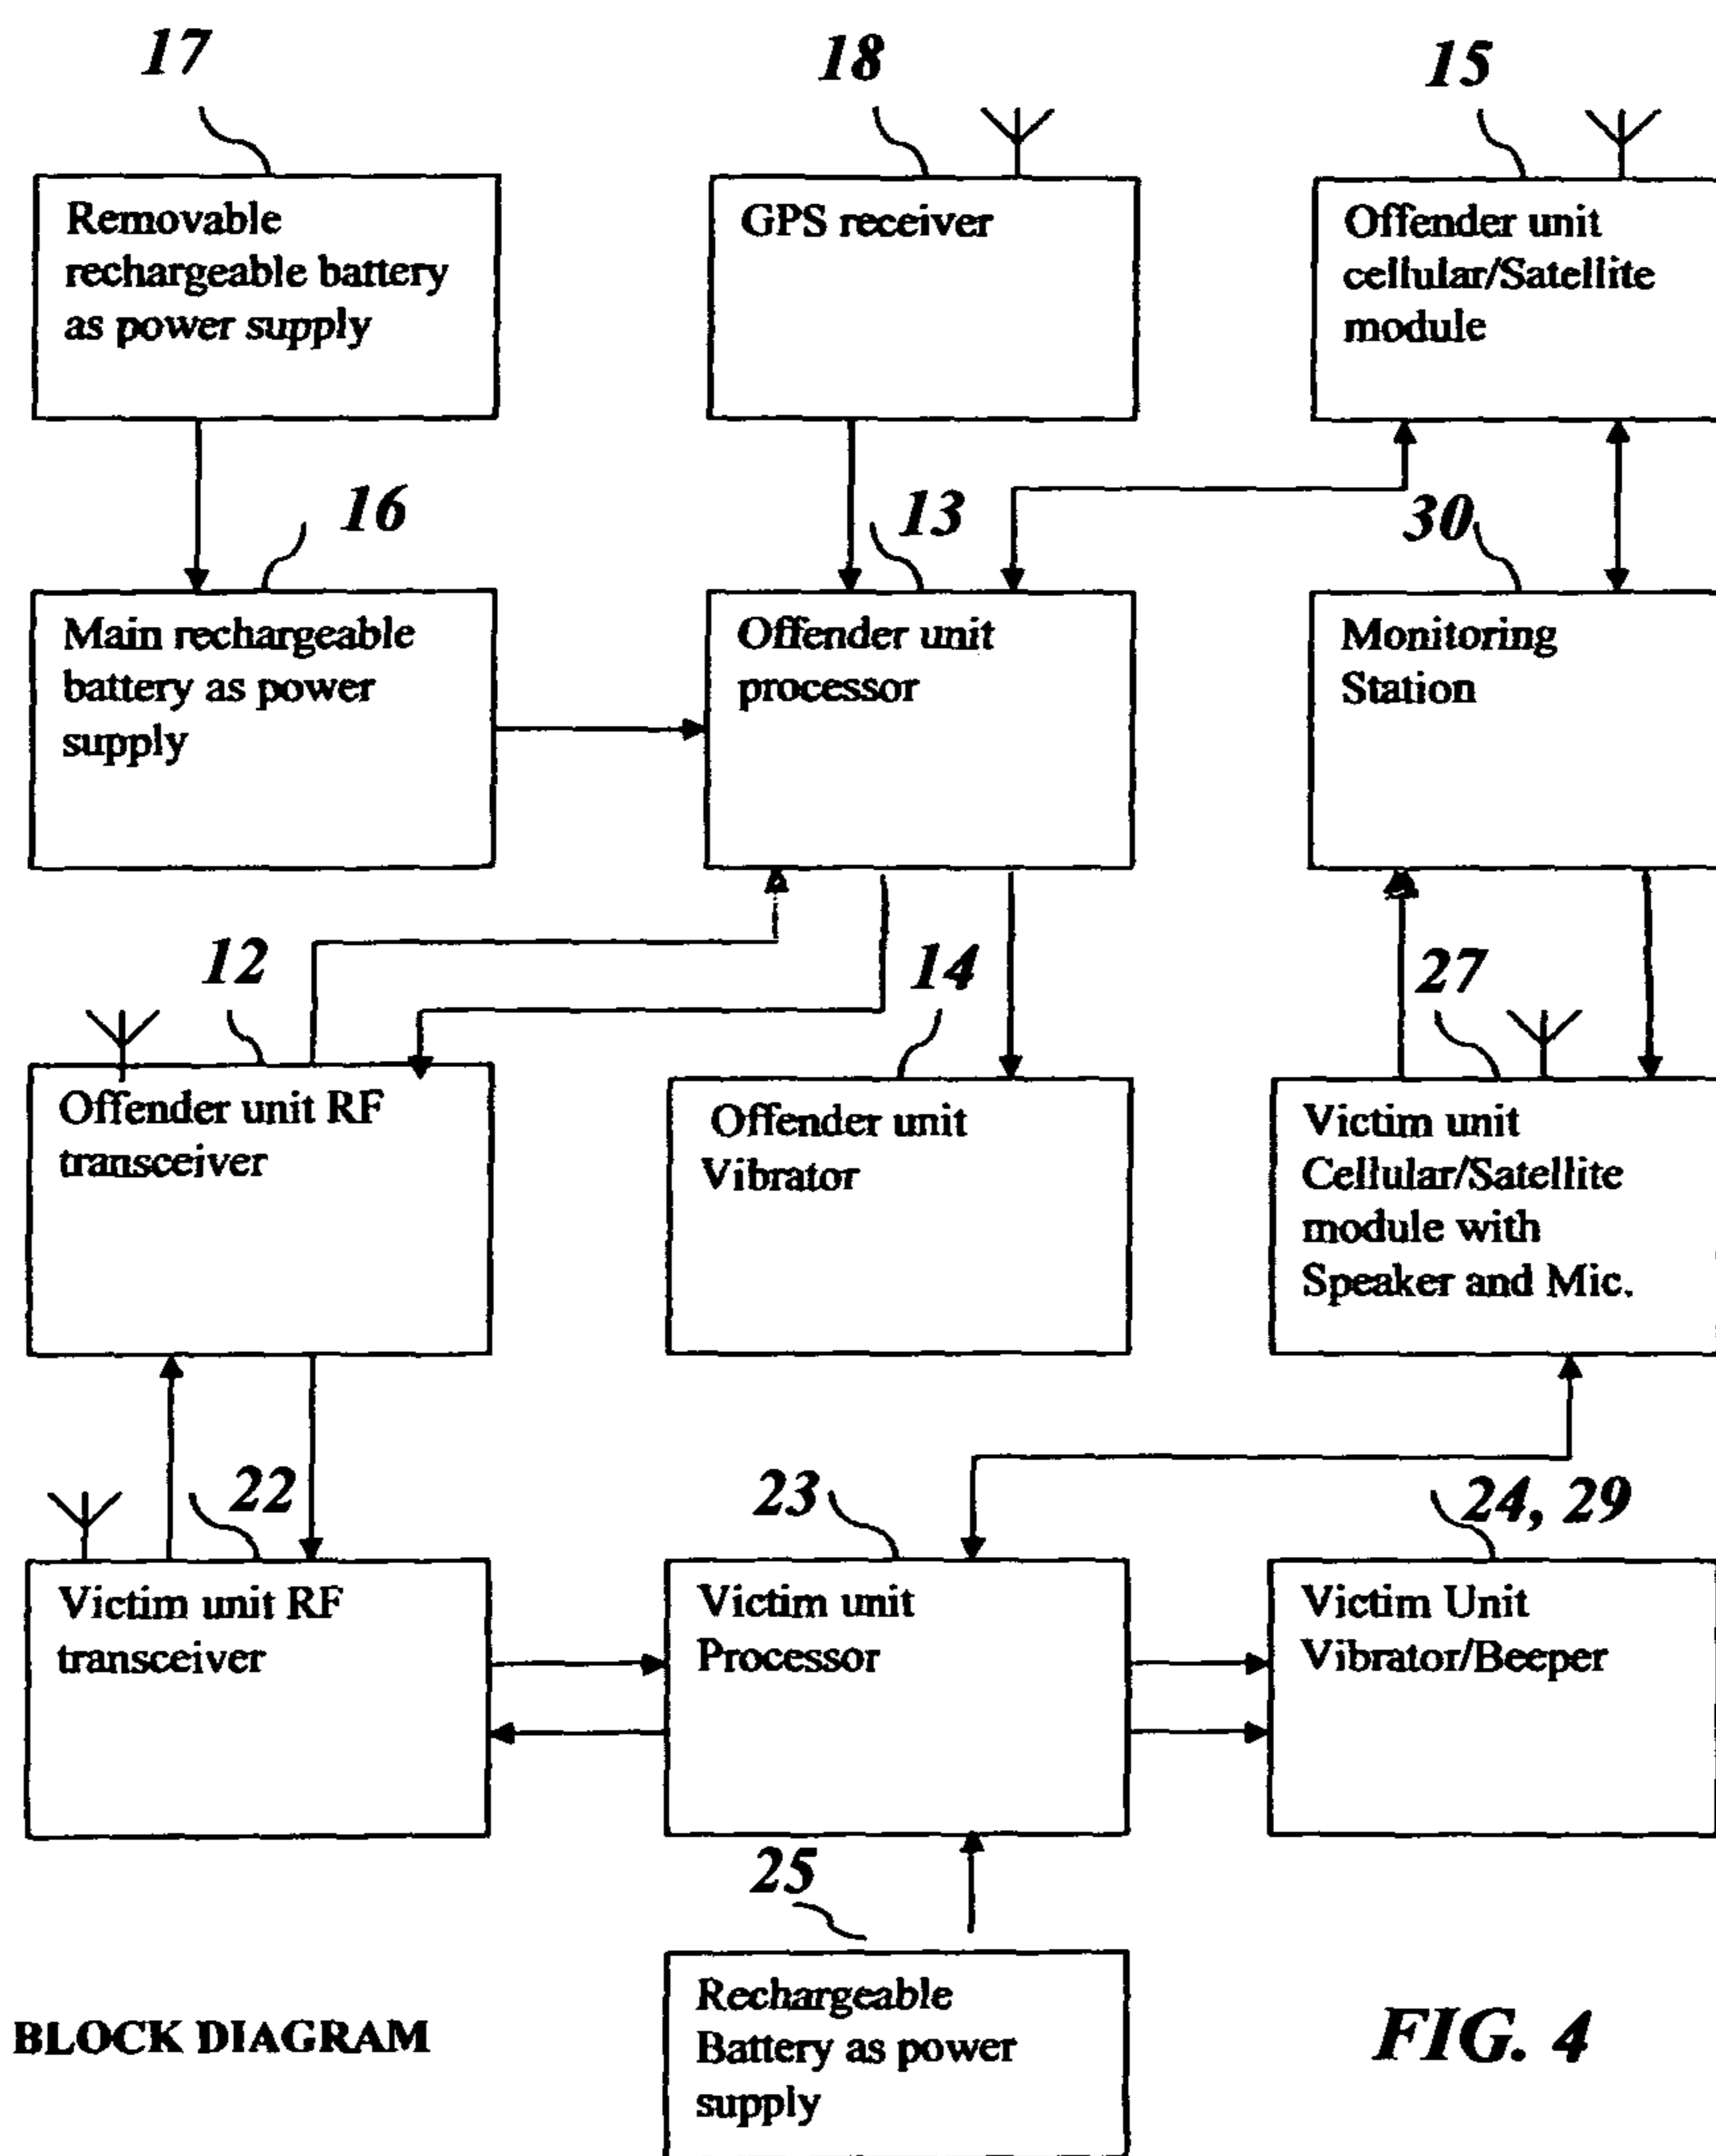 17
18
15
Removable
rechargeable battery
as power supply
GPS receiver
Offender unit
cellular/Satellite
module
16
13
30
Main rechargeable
battery as power
supply
Offender unit
processor
Monitoring
Station
12
14
27
Offender unit RF
transceiver
Offender unit
Vibrator
Victim unit
Cellular/Satellite
module with
Speaker and Mic.
22
23
24, 29
Victim unit RF
transceiver
Victim unit
Processor
Victim Unit
Vibrator/Beeper
25
Rechargeable
Battery as power
supply
BLOCK DIAGRAM
FIG. 4